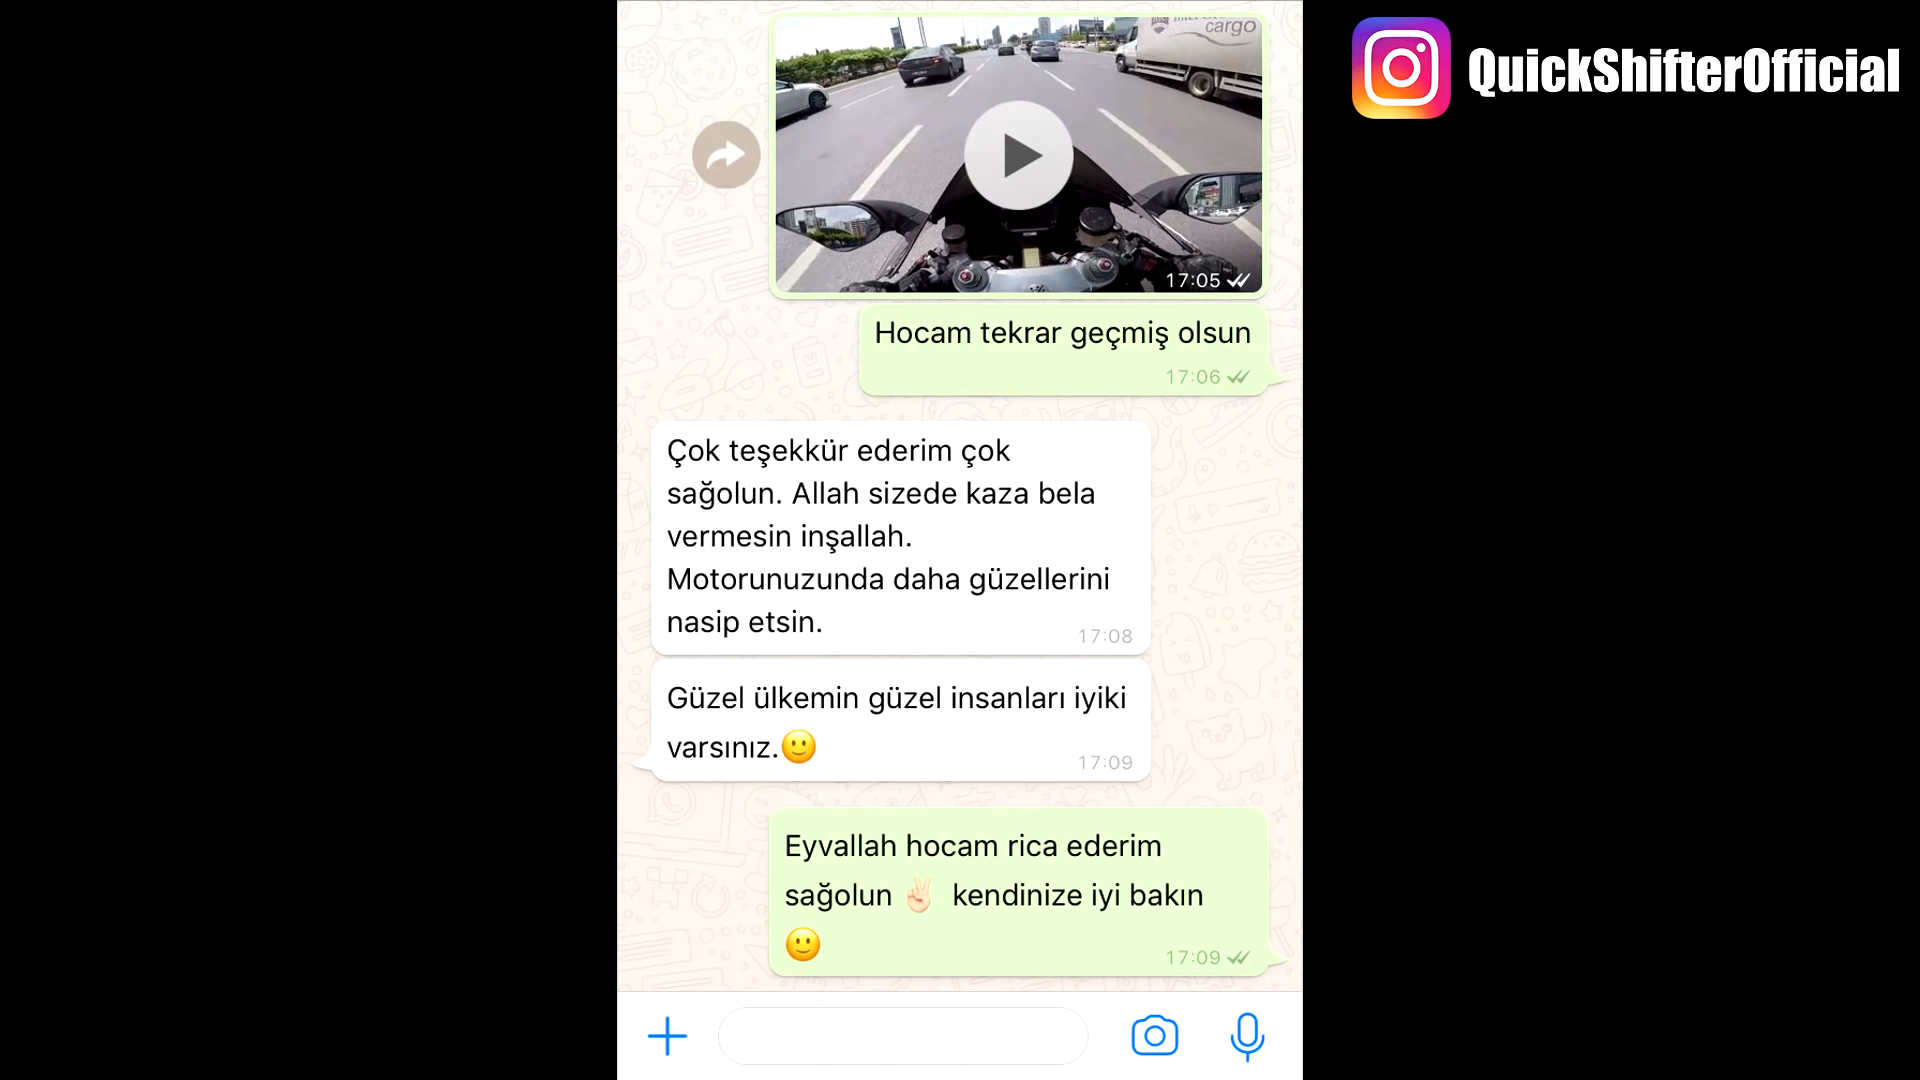 cargo
QuickShifterOfficial
17:05
Hocam tekrar geçmiş olsun
17:06
Çok teşekkür ederim çok
sağolun. Allah sizede kaza bela
vermesin inşallah.
Motorunuzunda daha güzellerini
nasip etsin.
17:08
Güzel ülkemin güzel insanları iyiki
varsınız.🙂
17:09
Eyvallah hocam rica ederim
sağolun ✌🏻 kendinize iyi bakın
🙂
17:09